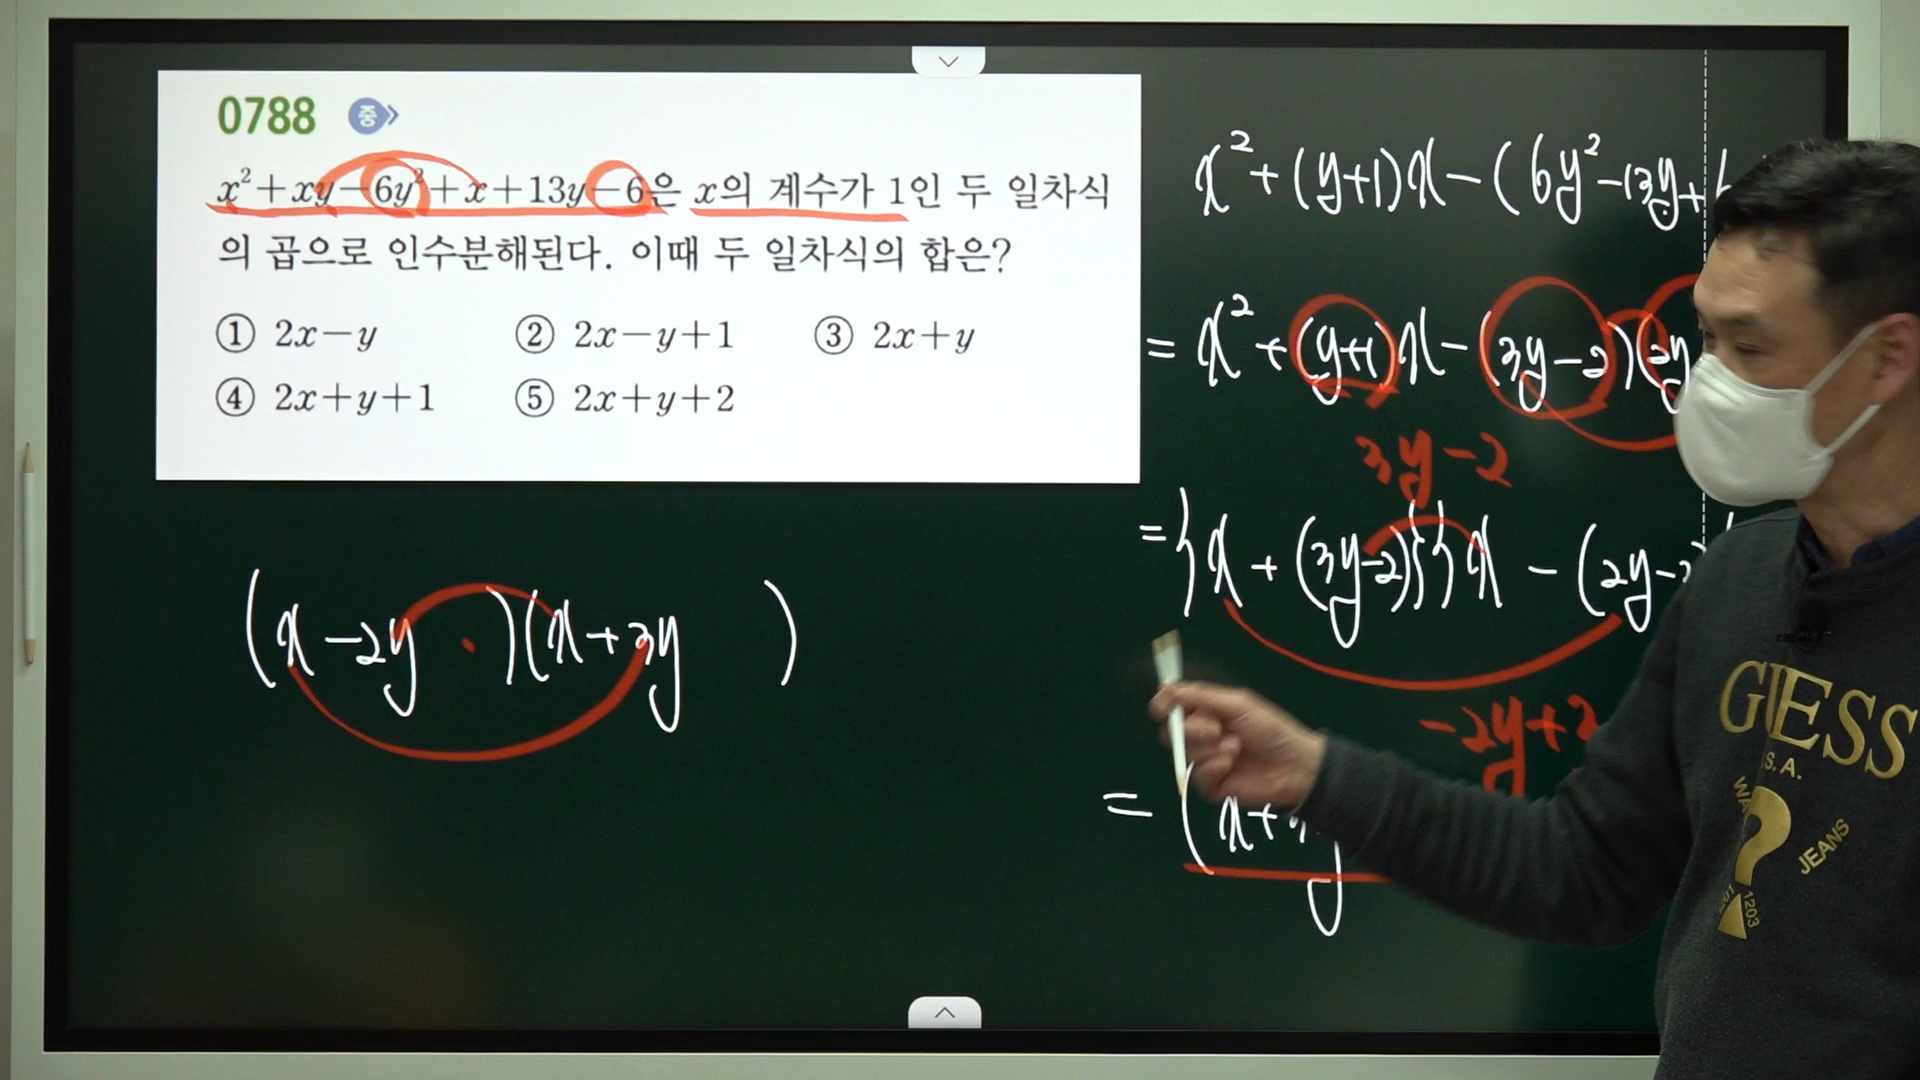 0788 중
x²+xy−6y²+x+13y−6은 x의 계수가 1인 두 일차식
의 곱으로 인수분해된다. 이때 두 일차식의 합은?
① 2x−y ② 2x−y+1 ③ 2x+y
④ 2x+y+1 ⑤ 2x+y+2
(x−2y )(x+3y )
x²+(y+1)x−(6y²−13y+
=x²+(y+1)x−(3y−2)(2y
3y−2
={x+(3y−2)}{x−(2y−
−2y+
=(x+
GUESS
U.S.A.
JEANS
1203